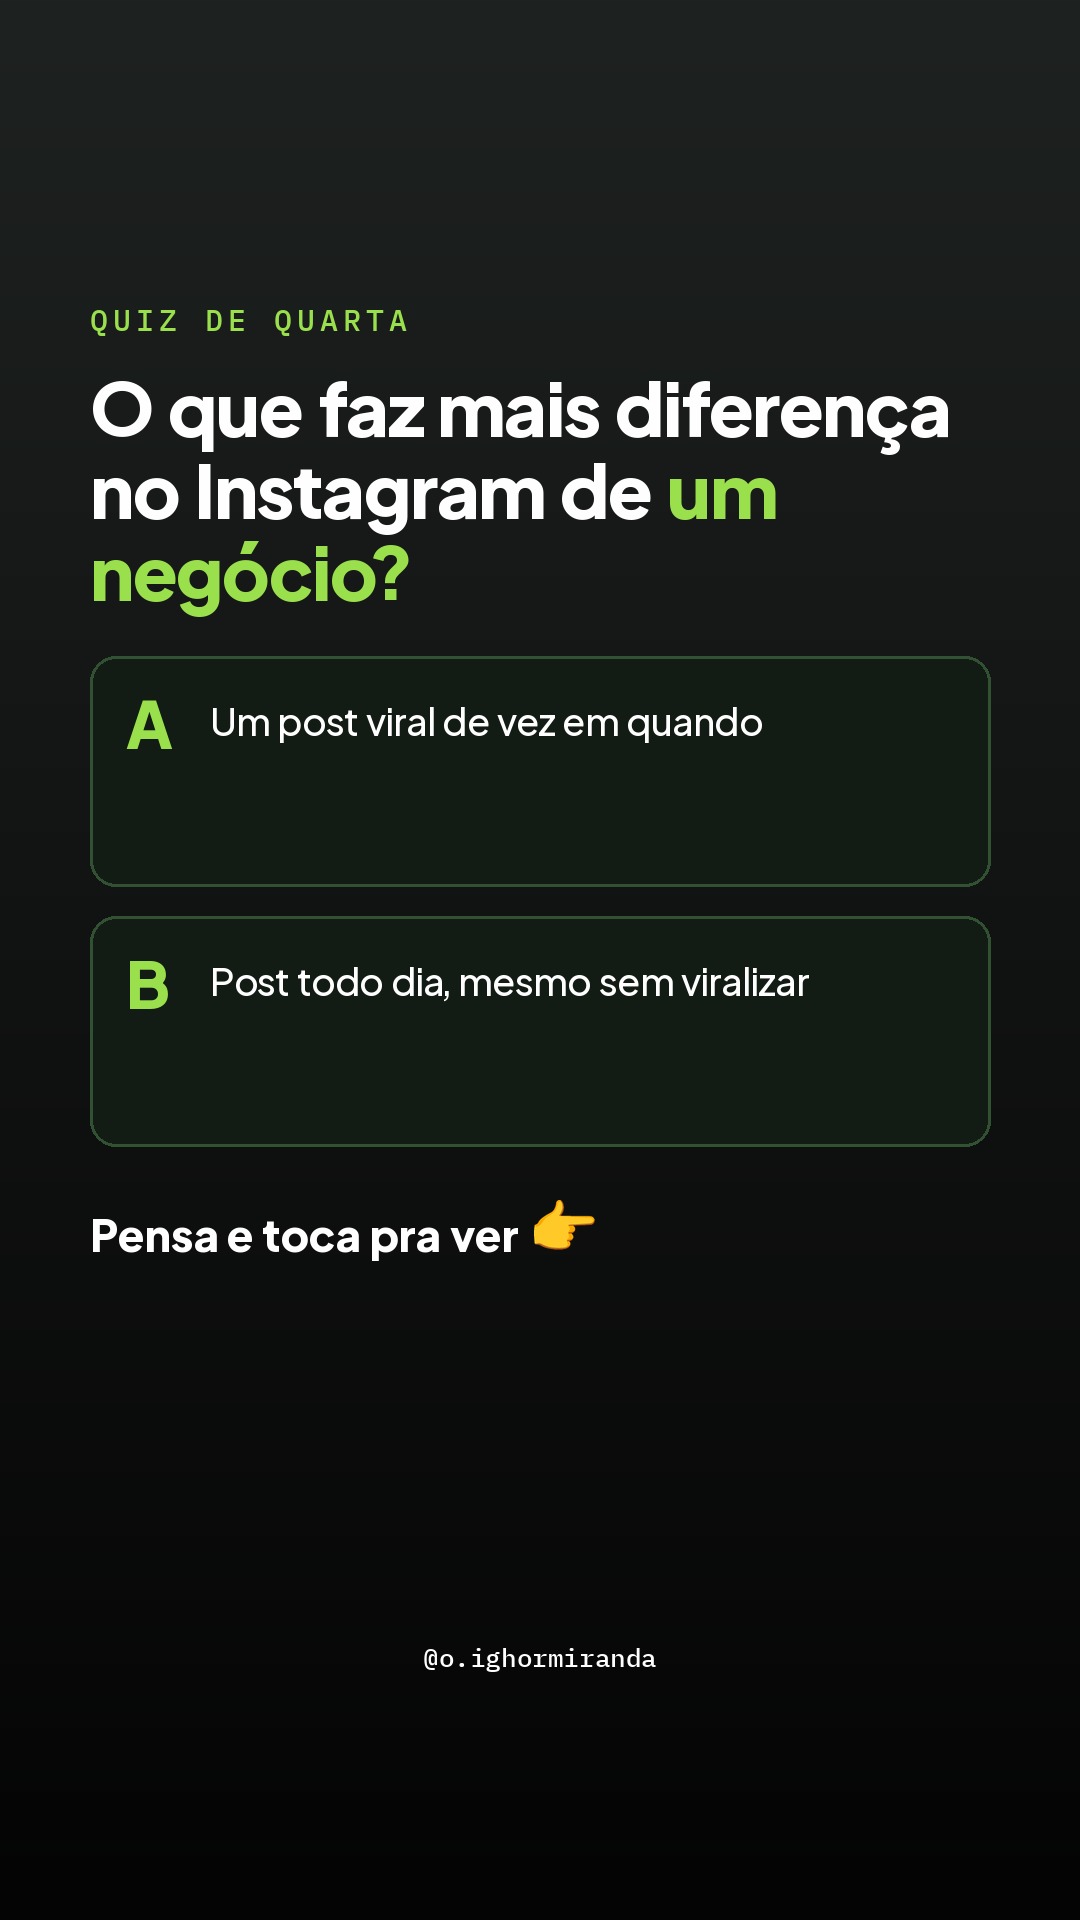 QUIZ DE QUARTA
O que faz mais diferença
no Instagram de um
negócio?
A Um post viral de vez em quando
B Post todo dia, mesmo sem viralizar
Pensa e toca pra ver 👉
@o.ighormiranda